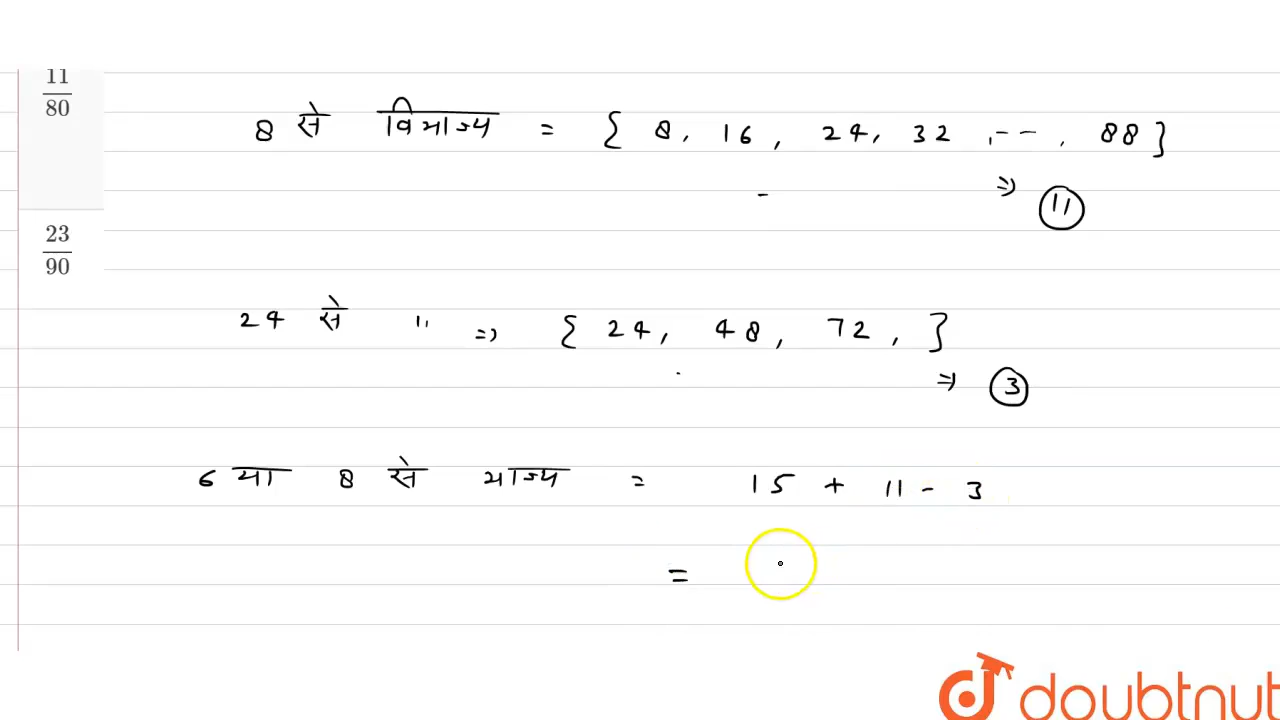 11
80
8 से विभाज्य = { 8, 16, 24, 32, --, 88}
⇒ 11
23
90
24 से " ⇒ { 24, 48, 72, }
⇒ 3
6 या 8 से भाज्य = 15 + 11 - 3
=
doubtnut